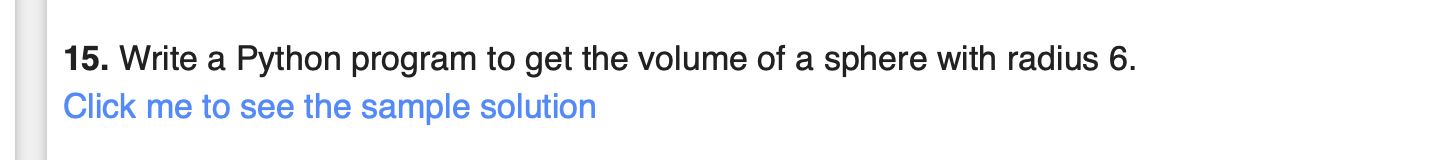 15. Write a Python program to get the volume of a sphere with radius 6.
Click me to see the sample solution